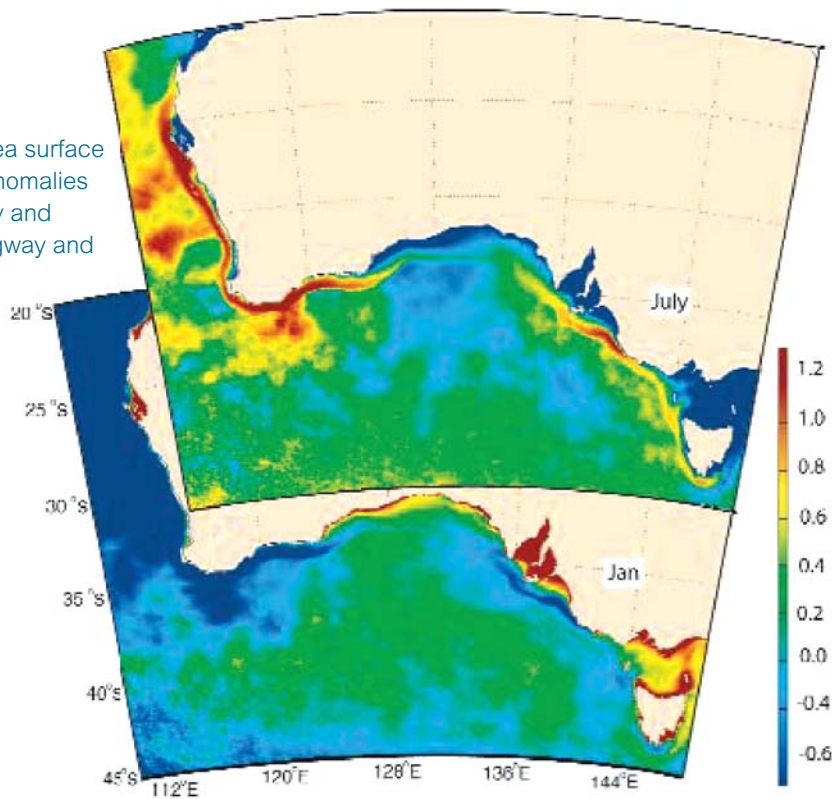 ea surface
nomalies
y and
gway and
July
20 °S
25 °S
30 °S
35 °S
40°S
45°S
112°E
120°E
128°E
136°E
144°E
Jan
1.2
1.0
0.8
0.6
0.4
0.2
0.0
-0.4
-0.6